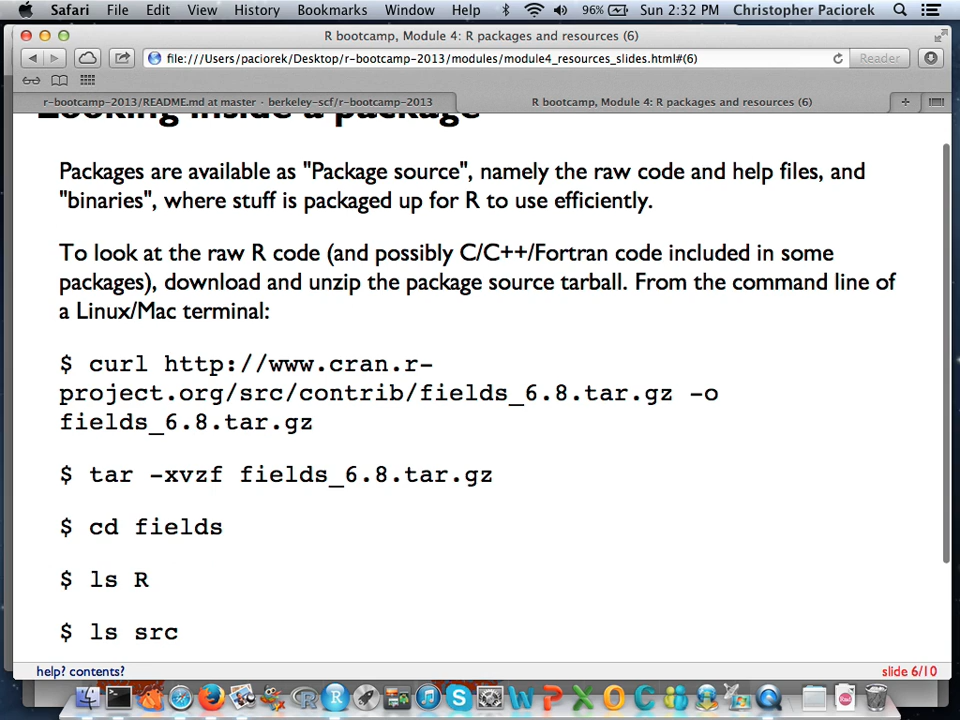 Safari File Edit View History Bookmarks Window Help 96% Sun 2:32 PM Christopher Paciorek
R bootcamp, Module 4: R packages and resources (6)
file:///Users/paciorek/Desktop/r-bootcamp-2013/modules/module4_resources_slides.html#(6) Reader
r-bootcamp-2013/README.md at master · berkeley-scf/r-bootcamp-2013 R bootcamp, Module 4: R packages and resources (6)
Looking inside a package
Packages are available as "Package source", namely the raw code and help files, and
"binaries", where stuff is packaged up for R to use efficiently.
To look at the raw R code (and possibly C/C++/Fortran code included in some
packages), download and unzip the package source tarball. From the command line of
a Linux/Mac terminal:
$ curl http://www.cran.r-
project.org/src/contrib/fields_6.8.tar.gz -o
fields_6.8.tar.gz
$ tar -xvzf fields_6.8.tar.gz
$ cd fields
$ ls R
$ ls src
help? contents? slide 6/10